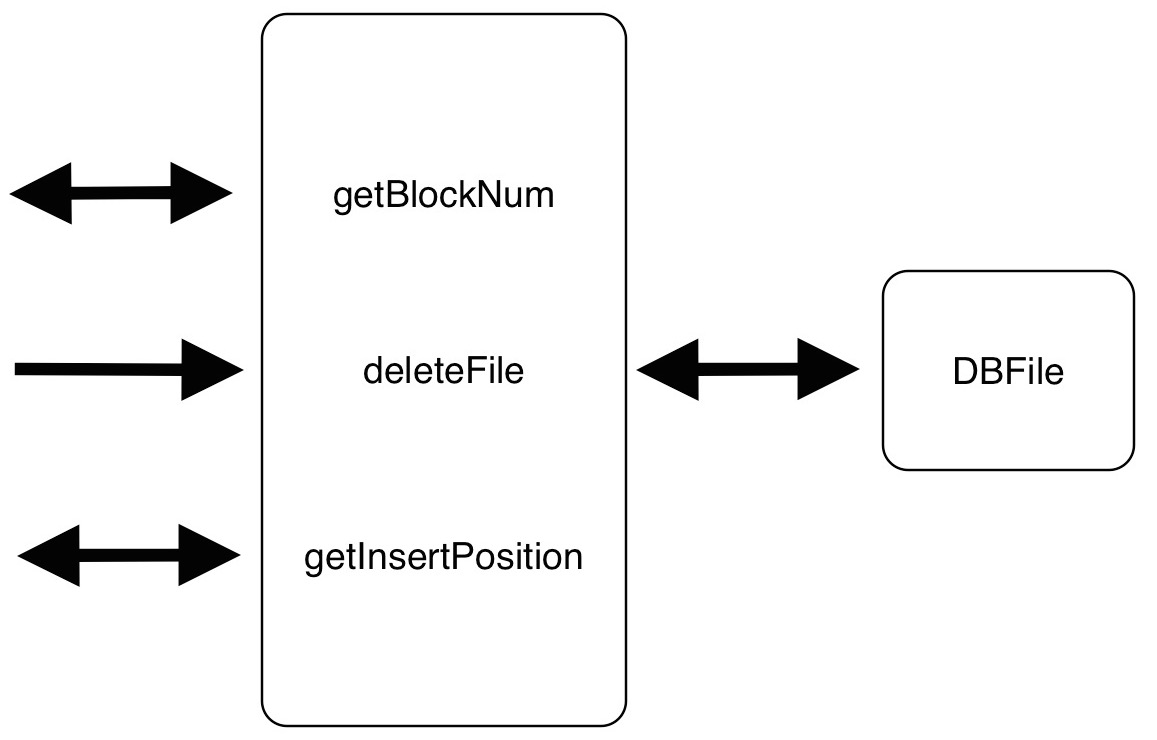 getBlockNum
deleteFile
DBFile
getInsertPosition